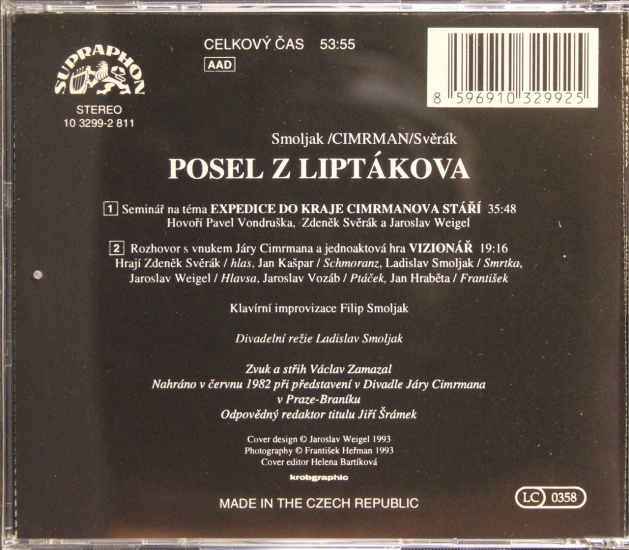 SUPRAPHON
STEREO
10 3299-2 811
CELKOVÝ ČAS 53:55
AAD
8 596910 329925
Smoljak /CIMRMAN/Svěrák
POSEL Z LIPTÁKOVA
1 Seminář na téma EXPEDICE DO KRAJE CIMRMANOVA STÁŘÍ 35:48
Hovoří Pavel Vondruška, Zdeněk Svěrák a Jaroslav Weigel
2 Rozhovor s vnukem Járy Cimrmana a jednoaktová hra VIZIONÁŘ 19:16
Hrají Zdeněk Svěrák / hlas, Jan Kašpar / Schmoranz, Ladislav Smoljak / Smrtka,
Jaroslav Weigel / Hlavsa, Jaroslav Vozáb / Ptáček, Jan Hraběta / František
Klavírní improvizace Filip Smoljak
Divadelní režie Ladislav Smoljak
Zvuk a střih Václav Zamazal
Nahráno v červnu 1982 při představení v Divadle Járy Cimrmana
v Praze-Braníku
Odpovědný redaktor titulu Jiří Šrámek
Cover design © Jaroslav Weigel 1993
Photography © František Heřman 1993
Cover editor Helena Bartíková
krobgraphic
MADE IN THE CZECH REPUBLIC
LC 0358